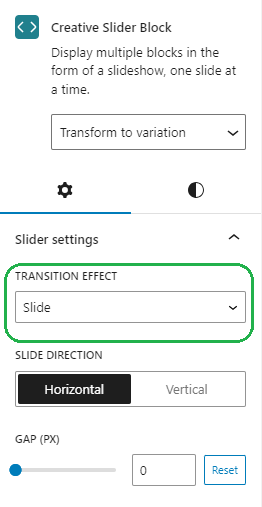 Creative Slider Block
Display multiple blocks in the
form of a slideshow, one slide at
a time.
Transform to variation
Slider settings
TRANSITION EFFECT
Slide
SLIDE DIRECTION
Horizontal Vertical
GAP (PX)
0 Reset